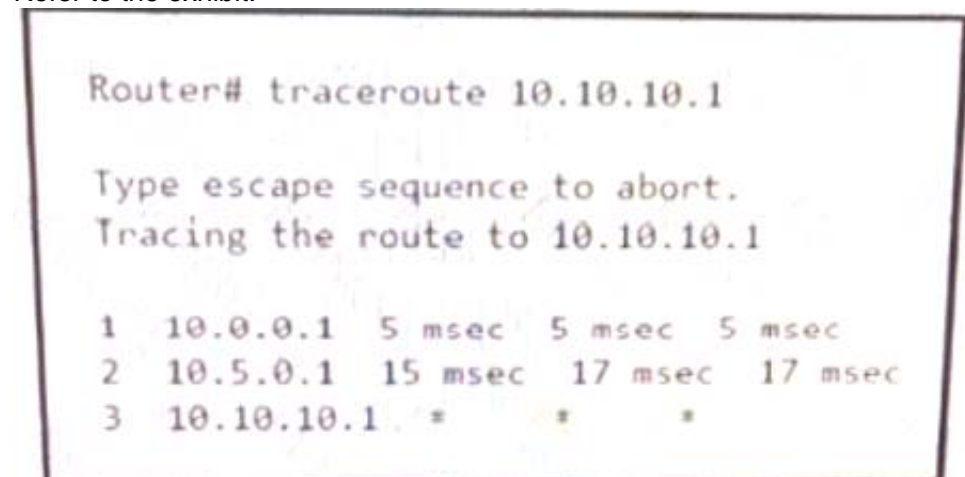 Refer to the exhibit.
Router# traceroute 10.10.10.1
Type escape sequence to abort.
Tracing the route to 10.10.10.1
1 10.0.0.1 5 msec 5 msec 5 msec
2 10.5.0.1 15 msec 17 msec 17 msec
3 10.10.10.1 * * *